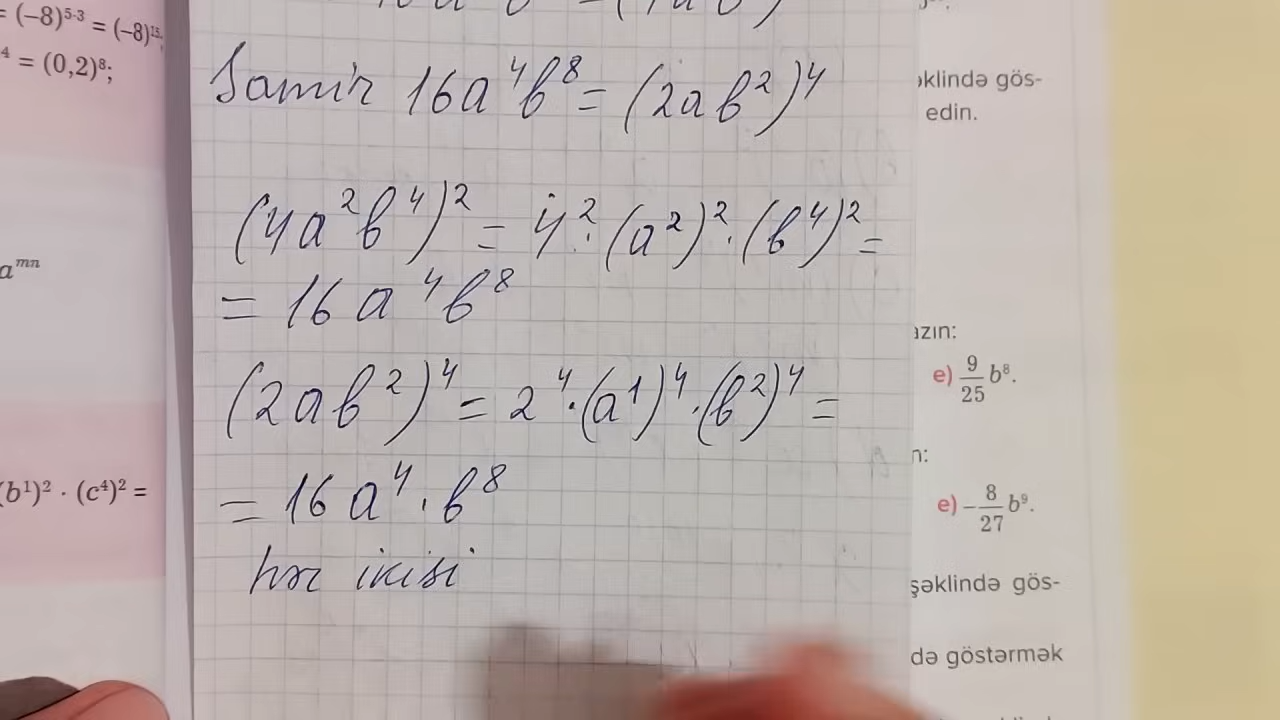 = (–8)⁵·³ = (–8)¹⁵;
⁴ = (0,2)⁸;
aᵐⁿ
(b¹)² · (c⁴)² =
Samir 16a⁴b⁸ = (2ab²)⁴
(4a²b⁴)² = 4² · (a²)² · (b⁴)² =
= 16a⁴b⁸
(2ab²)⁴ = 2⁴ · (a¹)⁴ · (b²)⁴ =
= 16a⁴ · b⁸
hər ikisi
əklində gös-
edin.
azın:
e) 9/25 b⁸.
n:
e) –8/27 b⁹.
şəklində gös-
də göstərmək